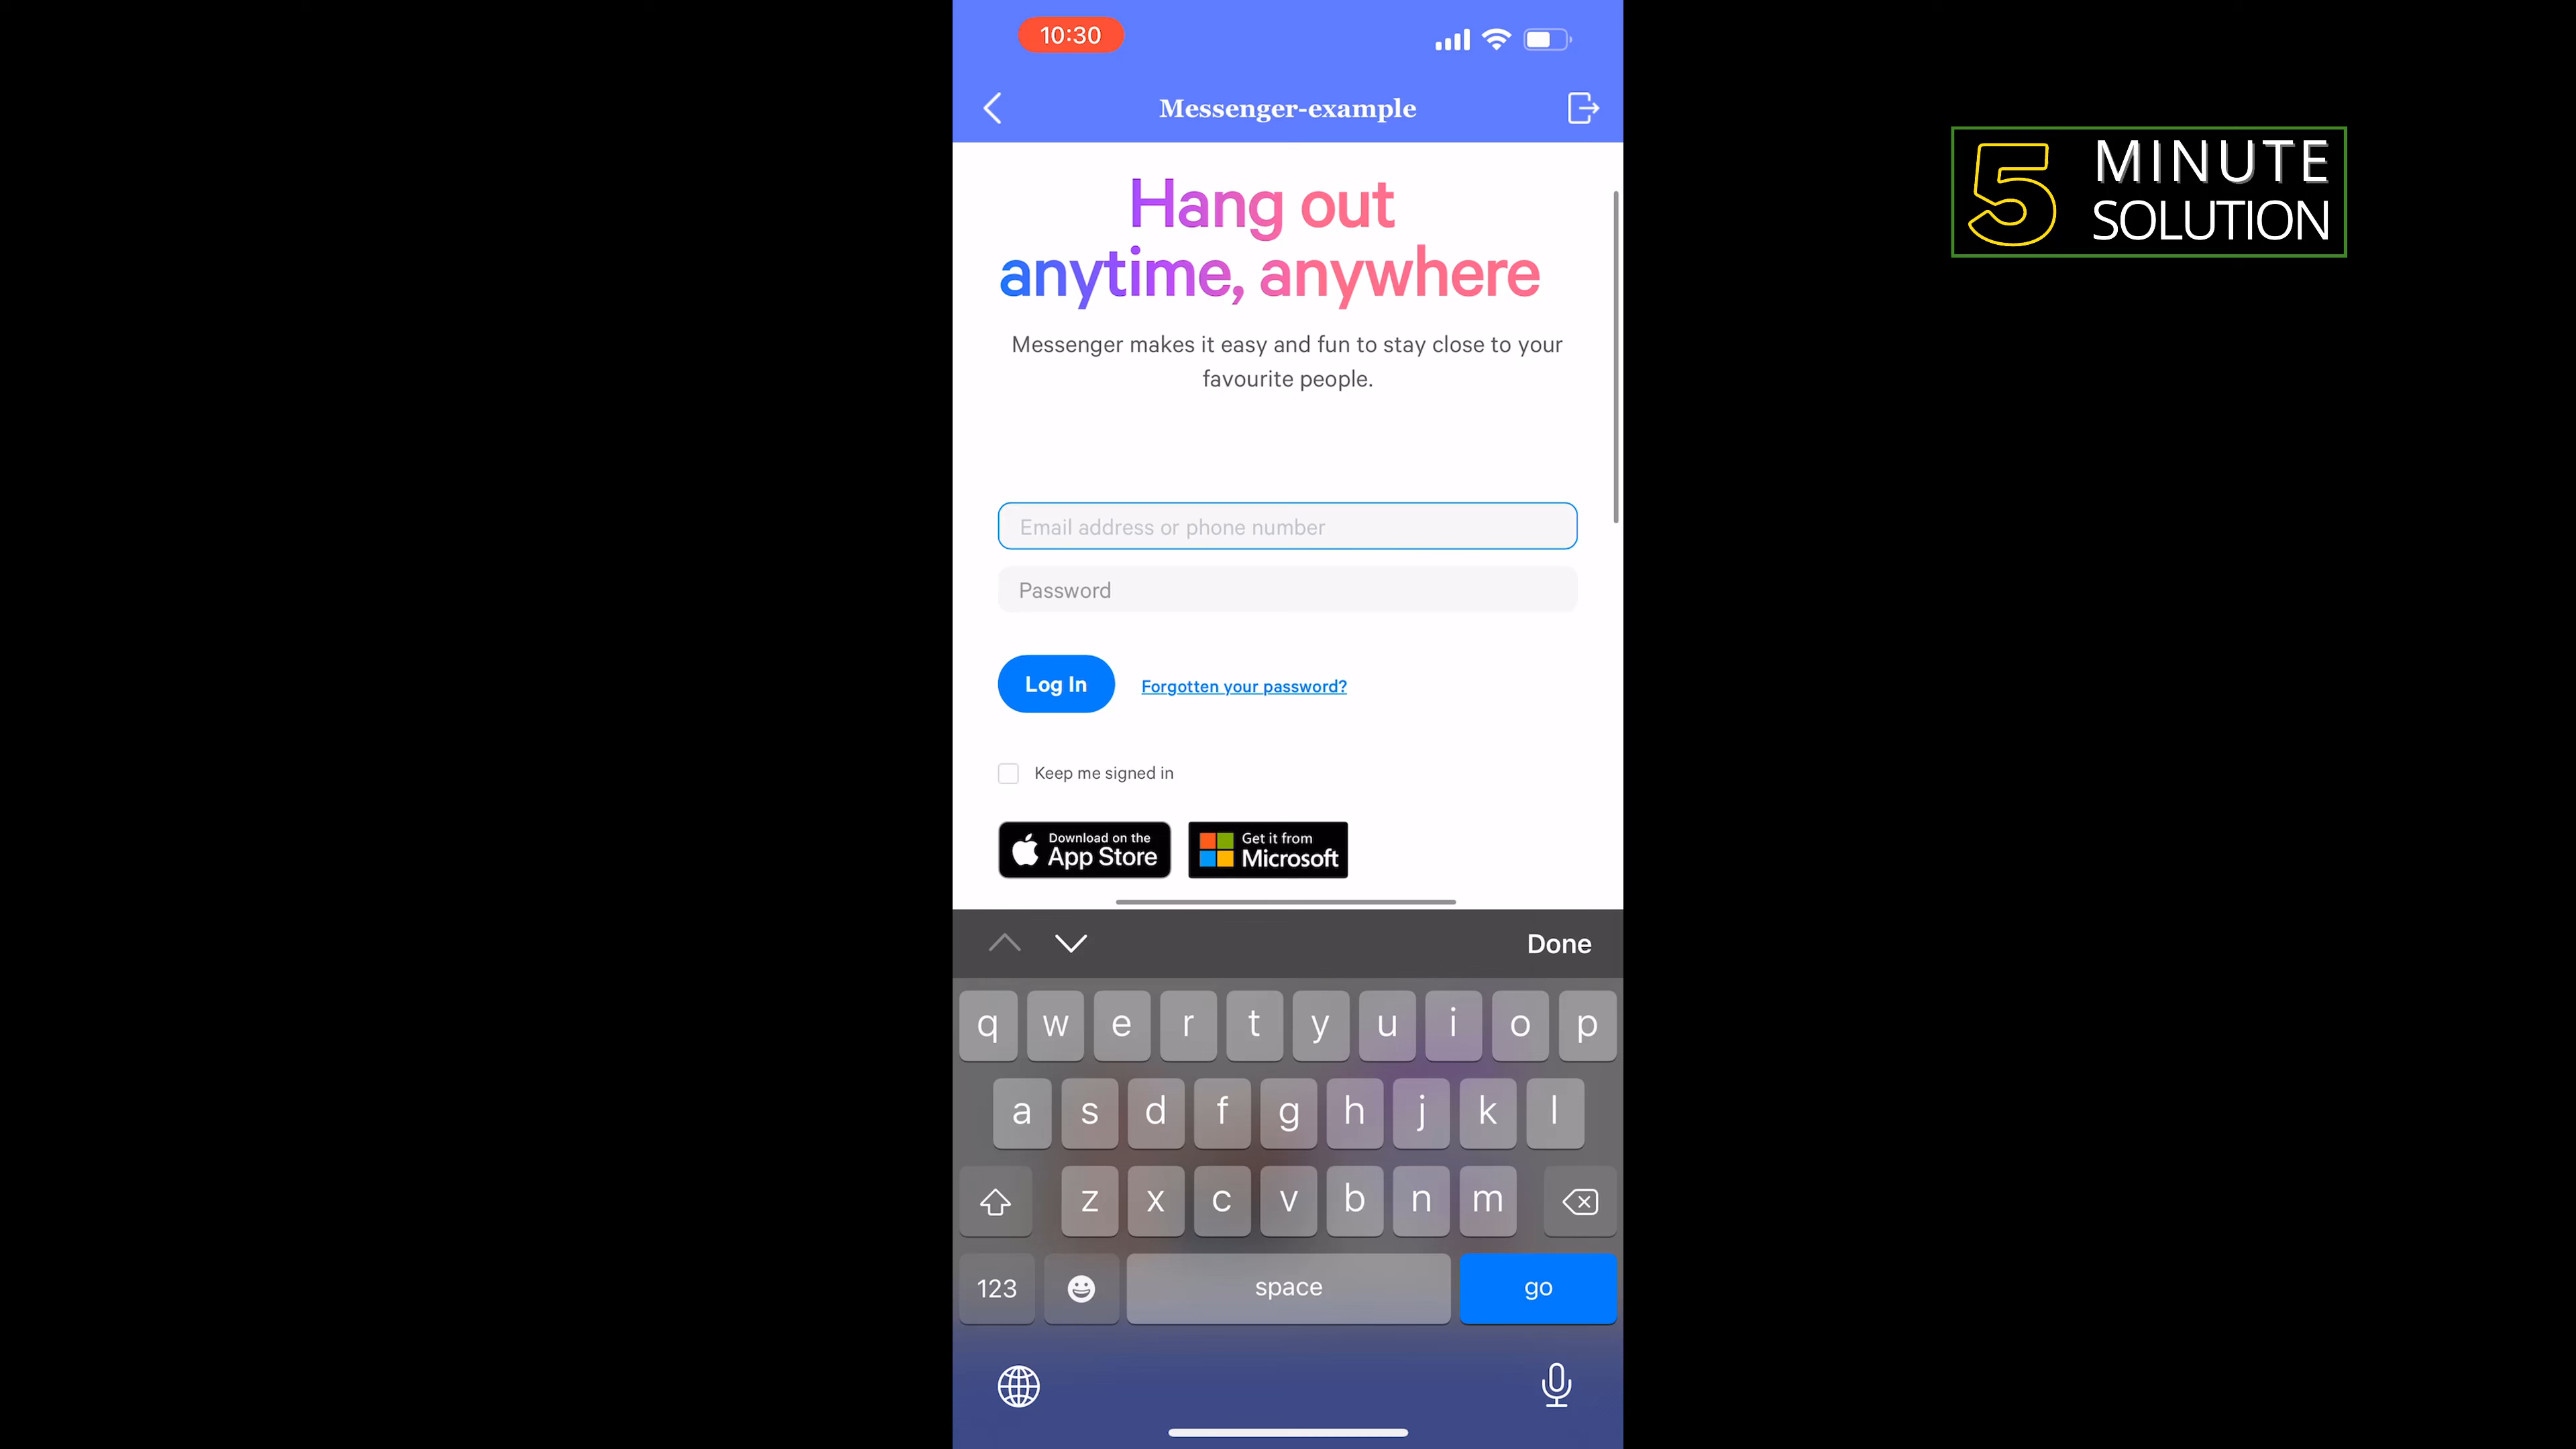 10:30
Messenger-example
5 MINUTE
SOLUTION
Hang out
anytime, anywhere
Messenger makes it easy and fun to stay close to your
favourite people.
Email address or phone number
Password
Log In
Forgotten your password?
Keep me signed in
Download on the
App Store
Get it from
Microsoft
Done
q w e r t y u i o p
a s d f g h j k l
z x c v b n m
123 space go